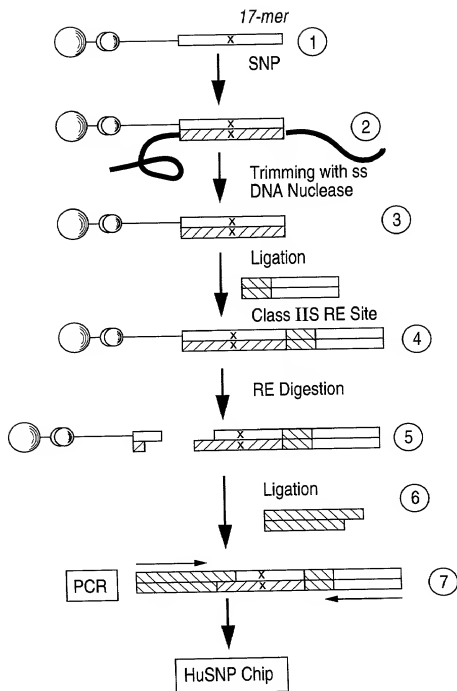 17-mer
x
1
SNP
x
x
2
Trimming with ss
DNA Nuclease
x
x
3
Ligation
Class IIS RE Site
x
x
4
RE Digestion
x
x
5
Ligation
6
PCR
x
x
7
HuSNP Chip